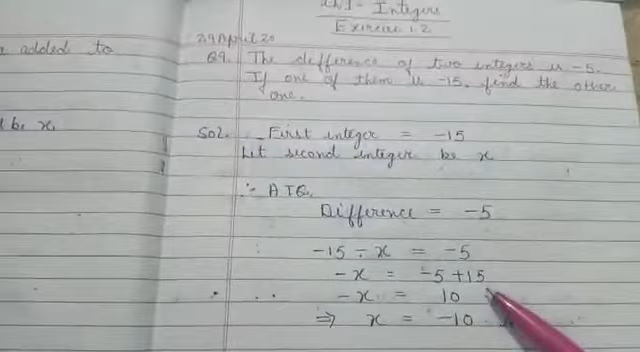 Ch 1 - Integers
Exercise 1.2
29 April 20
a added to
Q9. The difference of two integers is -5.
If one of them is -15, find the other
one.
d be x.
Sol. First integer = -15
Let second integer be x
∴ ATQ,
Difference = -5
-15 - x = -5
-x = -5 + 15
-x = 10
⇒ x = -10